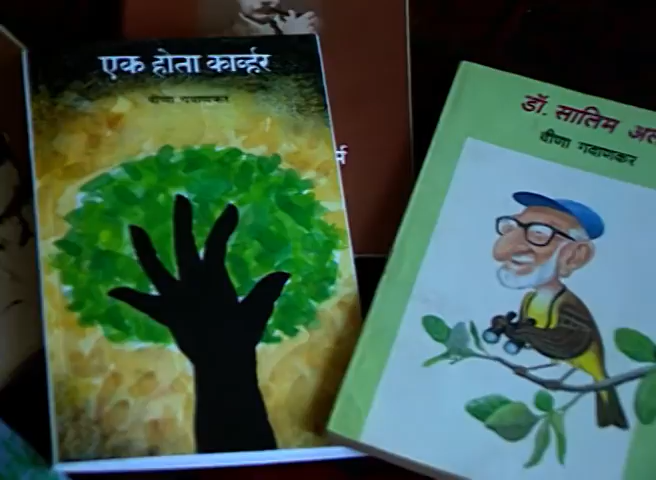 एक होता कार्व्हर
वीणा गवाणकर
डॉ. सालिम
वीणा गवाणकर